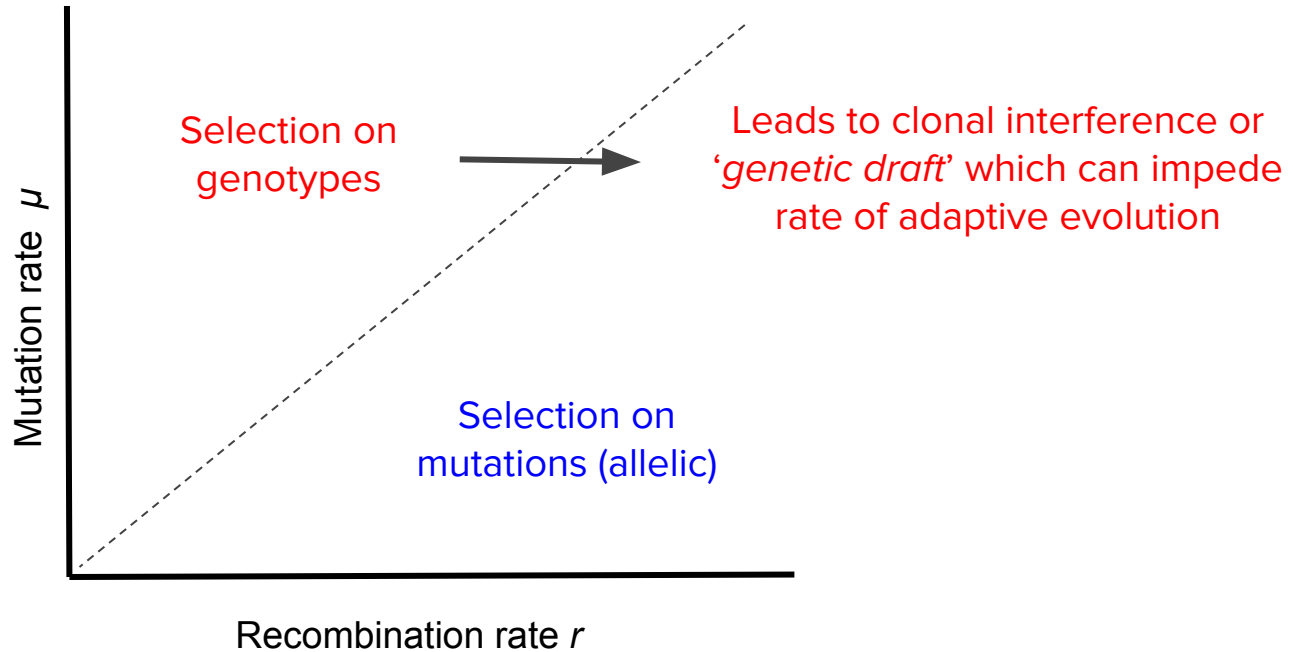 Selection on
genotypes
Leads to clonal interference or
‘genetic draft’ which can impede
rate of adaptive evolution
Mutation rate μ
Selection on
mutations (allelic)
Recombination rate r